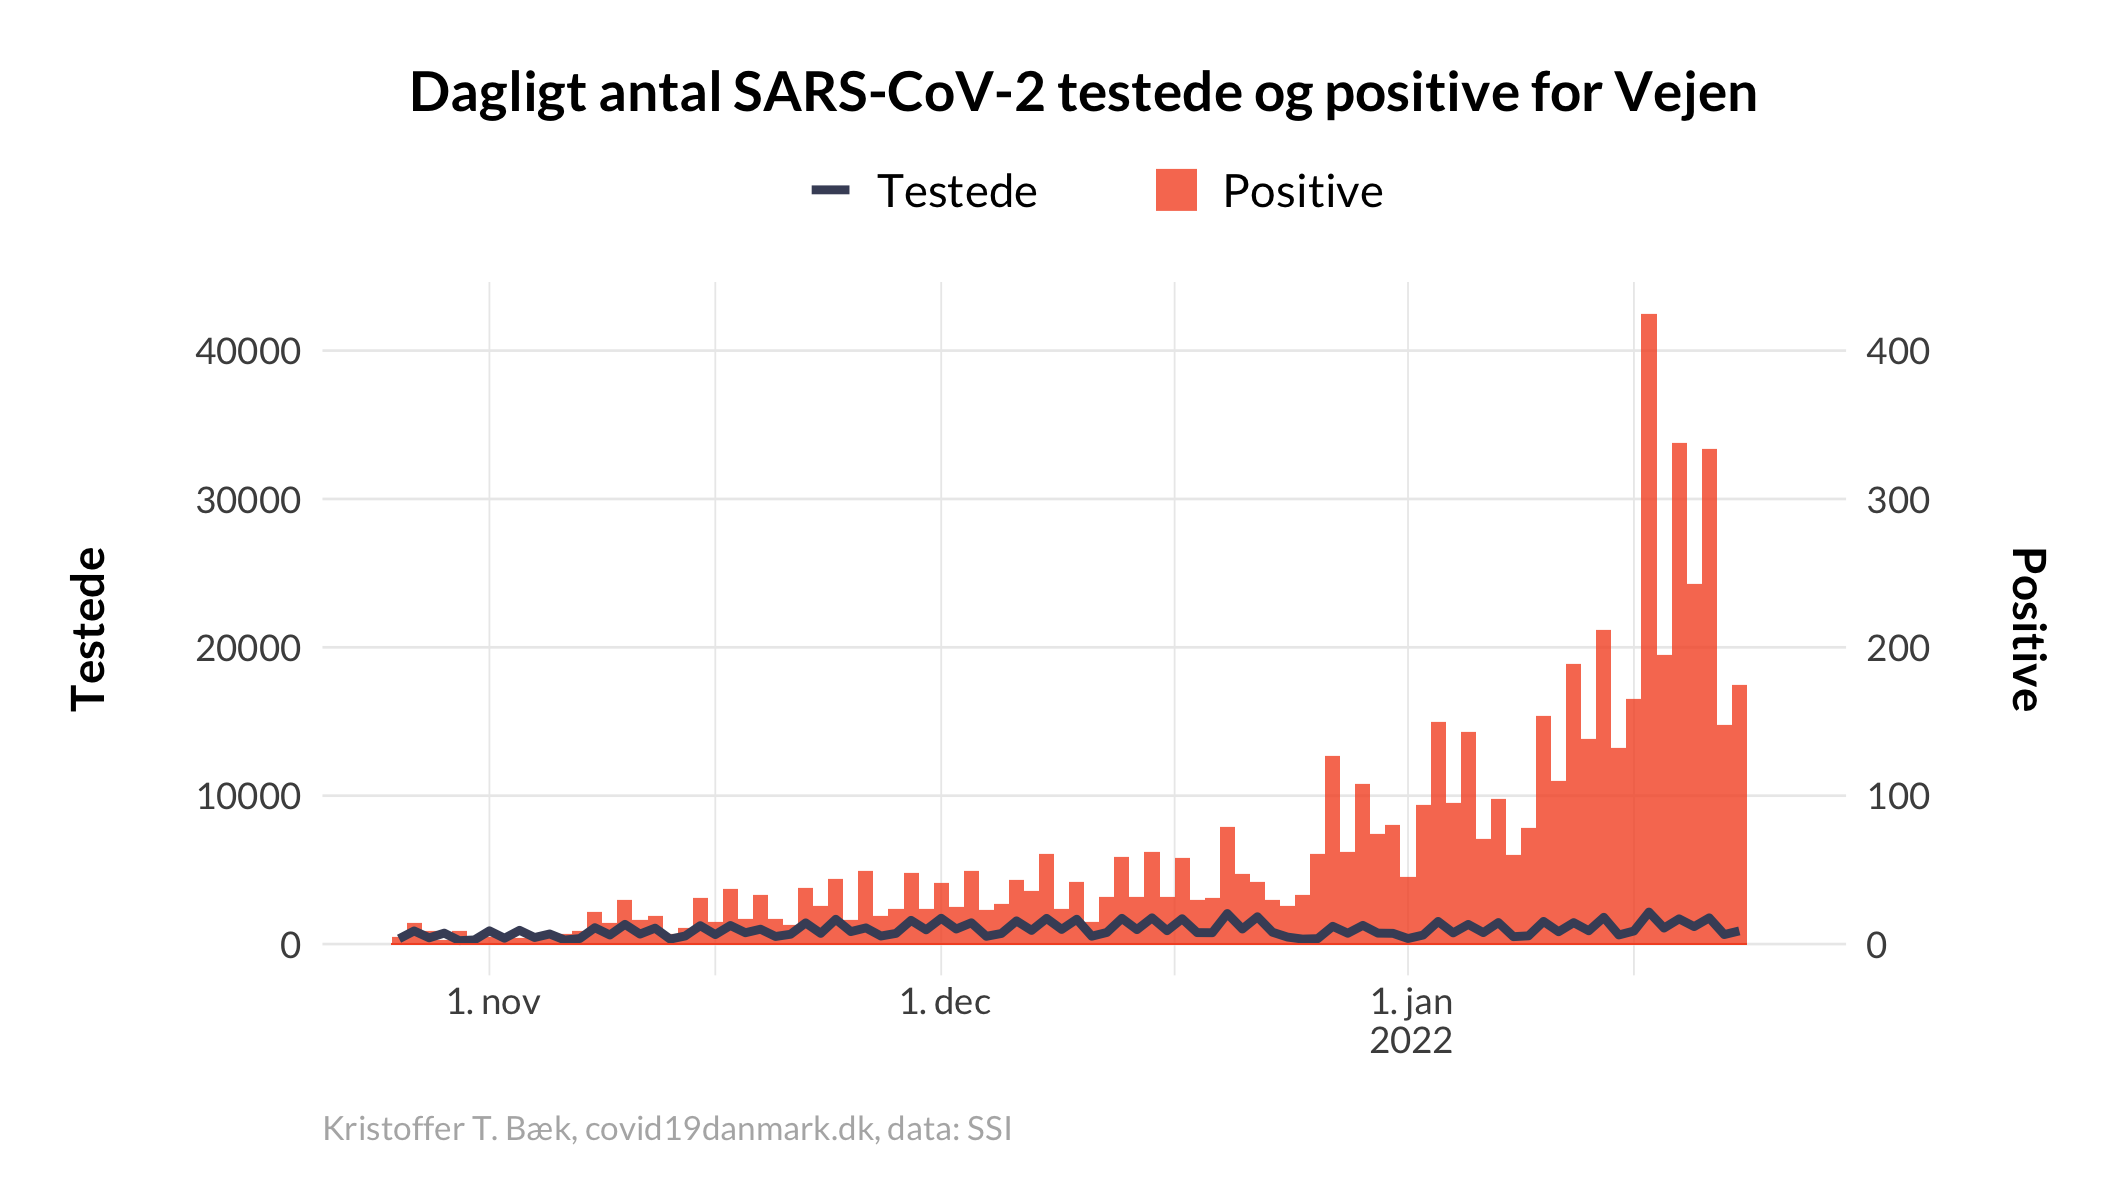 Dagligt antal SARS-CoV-2 testede og positive for Vejen
Testede
Positive
Testede
40000
30000
20000
10000
0
400
300
200
100
0
Positive
1. nov
1. dec
1. jan
2022
Kristoffer T. Bæk, covid19danmark.dk, data: SSI